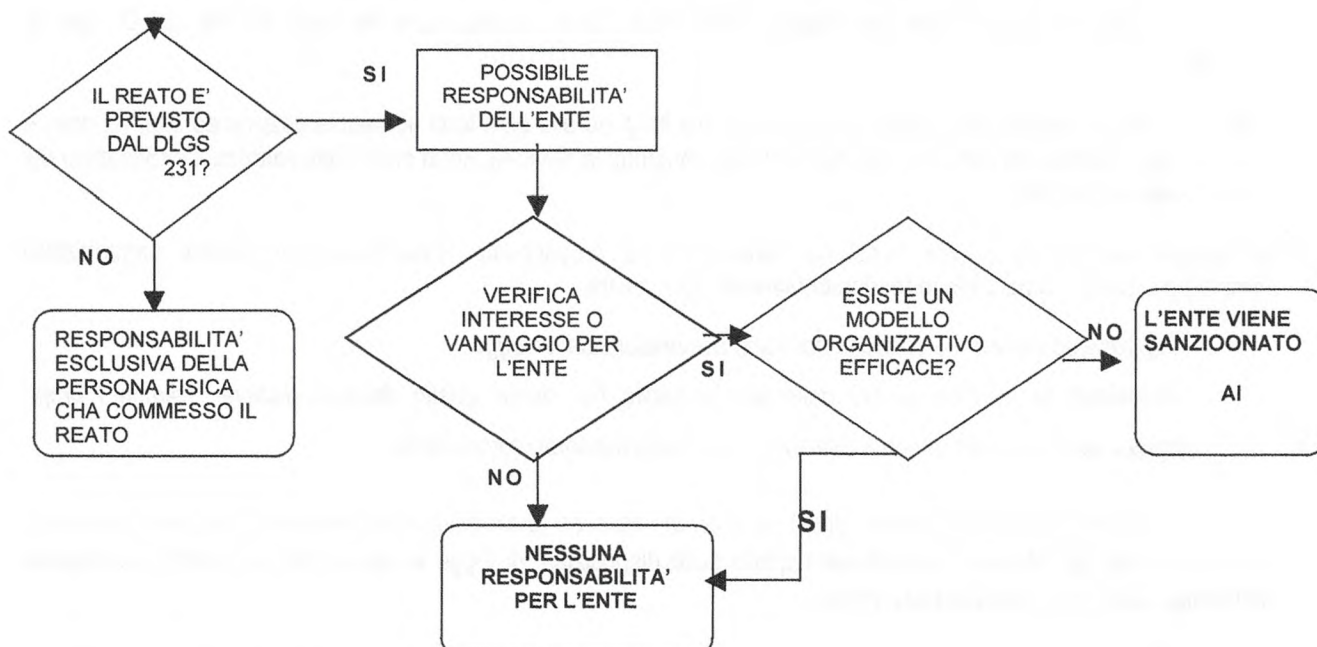 IL REATO E'
PREVISTO
DAL DLGS
231?
SI
POSSIBILE
RESPONSABILITA'
DELL'ENTE
NO
RESPONSABILITA'
ESCLUSIVA DELLA
PERSONA FISICA
CHA COMMESSO IL
REATO
VERIFICA
INTERESSE O
VANTAGGIO PER
L'ENTE
SI
ESISTE UN
MODELLO
ORGANIZZATIVO
EFFICACE?
NO
L'ENTE VIENE
SANZIOONATO
AI
NO
SI
NESSUNA
RESPONSABILITA'
PER L'ENTE